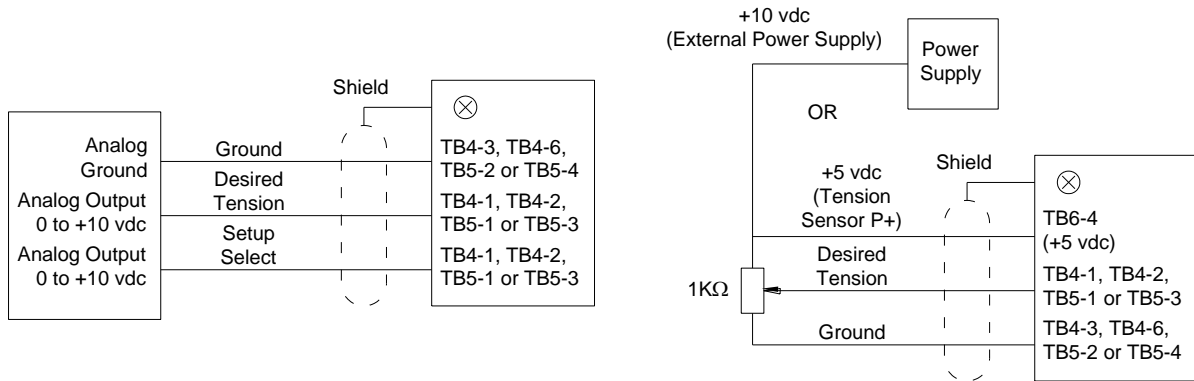 Shield
Analog
Ground
Analog Output
0 to +10 vdc
Analog Output
0 to +10 vdc
Ground
Desired
Tension
Setup
Select
TB4-3, TB4-6,
TB5-2 or TB5-4
TB4-1, TB4-2,
TB5-1 or TB5-3
TB4-1, TB4-2,
TB5-1 or TB5-3
+10 vdc
(External Power Supply)
Power
Supply
OR
Shield
+5 vdc
(Tension
Sensor P+)
Desired
Tension
1KΩ
Ground
TB6-4
(+5 vdc)
TB4-1, TB4-2,
TB5-1 or TB5-3
TB4-3, TB4-6,
TB5-2 or TB5-4